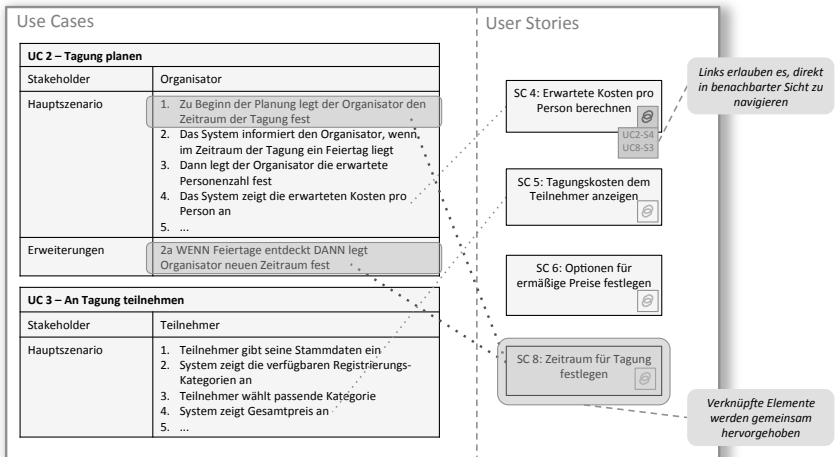 Use Cases
User Stories
UC 2 – Tagung planen
Stakeholder
Organisator
Hauptszenario
1. Zu Beginn der Planung legt der Organisator den
Zeitraum der Tagung fest
2. Das System informiert den Organisator, wenn
im Zeitraum der Tagung ein Feiertag liegt
3. Dann legt der Organisator die erwartete
Personenzahl fest
4. Das System zeigt die erwarteten Kosten pro
Person an
5. ...
Erweiterungen
2a WENN Feiertage entdeckt DANN legt
Organisator neuen Zeitraum fest
UC 3 – An Tagung teilnehmen
Stakeholder
Teilnehmer
Hauptszenario
1. Teilnehmer gibt seine Stammdaten ein
2. System zeigt die verfügbaren Registrierungs-
Kategorien an
3. Teilnehmer wählt passende Kategorie
4. System zeigt Gesamtpreis an
5. ...
SC 4: Erwartete Kosten pro
Person berechnen
UC2-S4
UC8-S3
SC 5: Tagungskosten dem
Teilnehmer anzeigen
SC 6: Optionen für
ermäßige Preise festlegen
SC 8: Zeitraum für Tagung
festlegen
Links erlauben es, direkt
in benachbarter Sicht zu
navigieren
Verknüpfte Elemente
werden gemeinsam
hervorgehoben